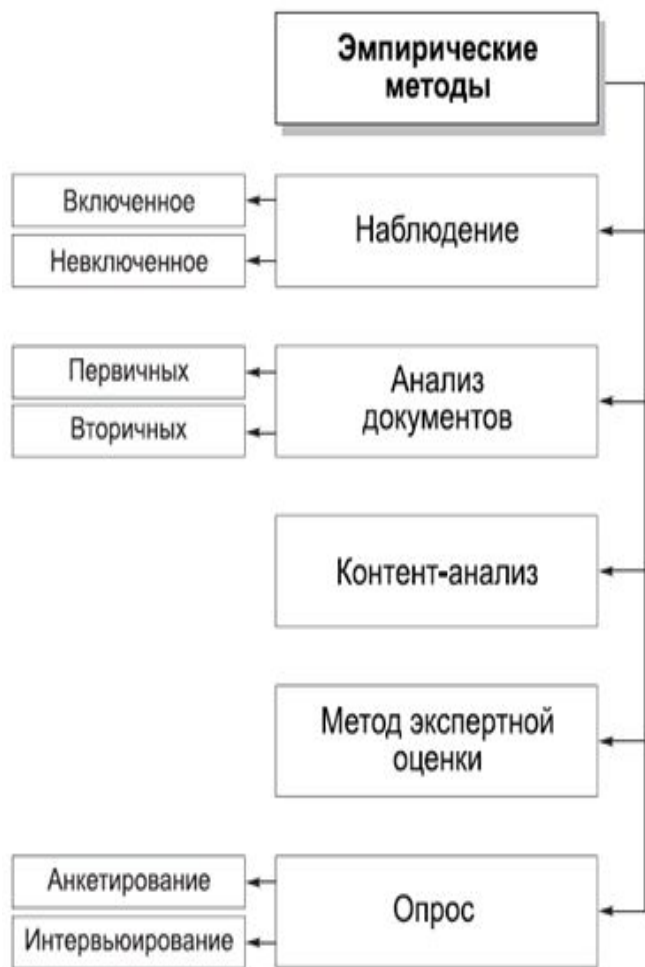 Эмпирические
методы
Включенное
Наблюдение
Невключенное
Первичных
Анализ
документов
Вторичных
Контент-анализ
Метод экспертной
оценки
Анкетирование
Опрос
Интервьюирование